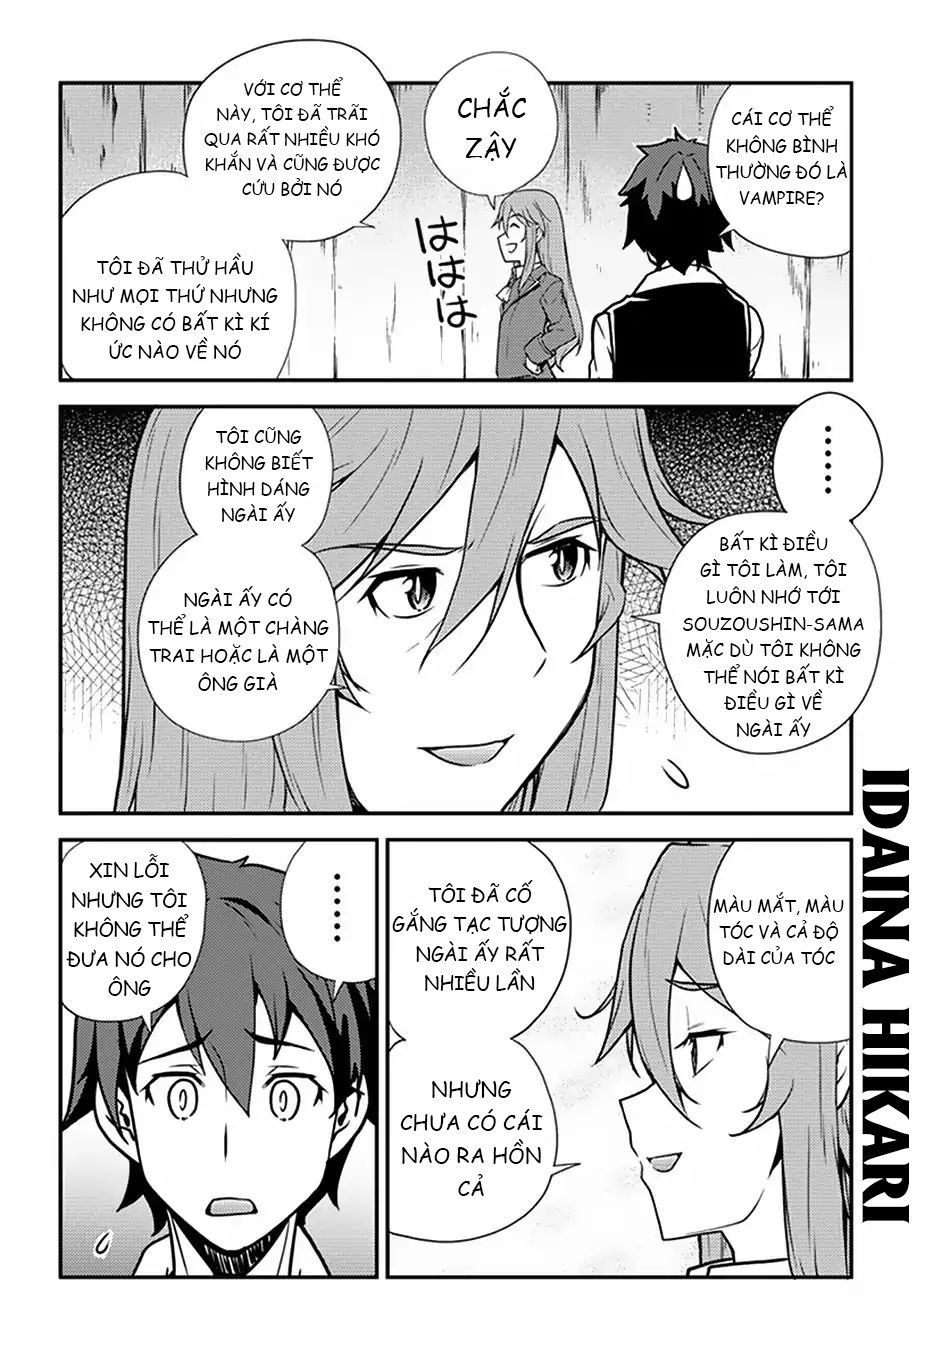 CÁI CƠ THỂ
KHÔNG BÌNH
THƯỜNG ĐÓ LÀ
VAMPIRE?
CHẮC
ZẬY
はははは
VỚI CƠ THỂ
NÀY, TÔI ĐÃ TRÃI
QUA RẤT NHIỀU KHÓ
KHẮN VÀ CŨNG ĐƯỢC
CỨU BỞI NÓ
TÔI ĐÃ THỬ HẦU
NHƯ MỌI THỨ NHƯNG
KHÔNG CÓ BẤT KÌ KÍ
ỨC NÀO VỀ NÓ
......
BẤT KÌ ĐIỀU
GÌ TÔI LÀM, TÔI
LUÔN NHỚ TỚI
SOUZOUSHIN-SAMA
MẶC DÙ TÔI KHÔNG
THỂ NÓI BẤT KÌ
ĐIỀU GÌ VỀ
NGÀI ẤY
TÔI CŨNG
KHÔNG BIẾT
HÌNH DÁNG
NGÀI ẤY
NGÀI ẤY CÓ
THỂ LÀ MỘT CHÀNG
TRAI HOẶC LÀ MỘT
ÔNG GIÀ
MÀU MẮT, MÀU
TÓC VÀ CẢ ĐỘ
DÀI CỦA TÓC
TÔI ĐÃ CỐ
GẮNG TẠC TƯỢNG
NGÀI ẤY RẤT
NHIỀU LẦN
NHƯNG
CHƯA CÓ CÁI
NÀO RA HỒN
CẢ
......
XIN LỖI
NHƯNG TÔI
KHÔNG THỂ
ĐƯA NÓ CHO
ÔNG
IDAINA HIKARI